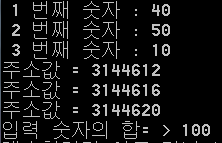 1 번째 숫자 : 40
2 번째 숫자 : 50
3 번째 숫자 : 10
주소값 = 3144612
주소값 = 3144616
주소값 = 3144620
입력 숫자의 합= > 100